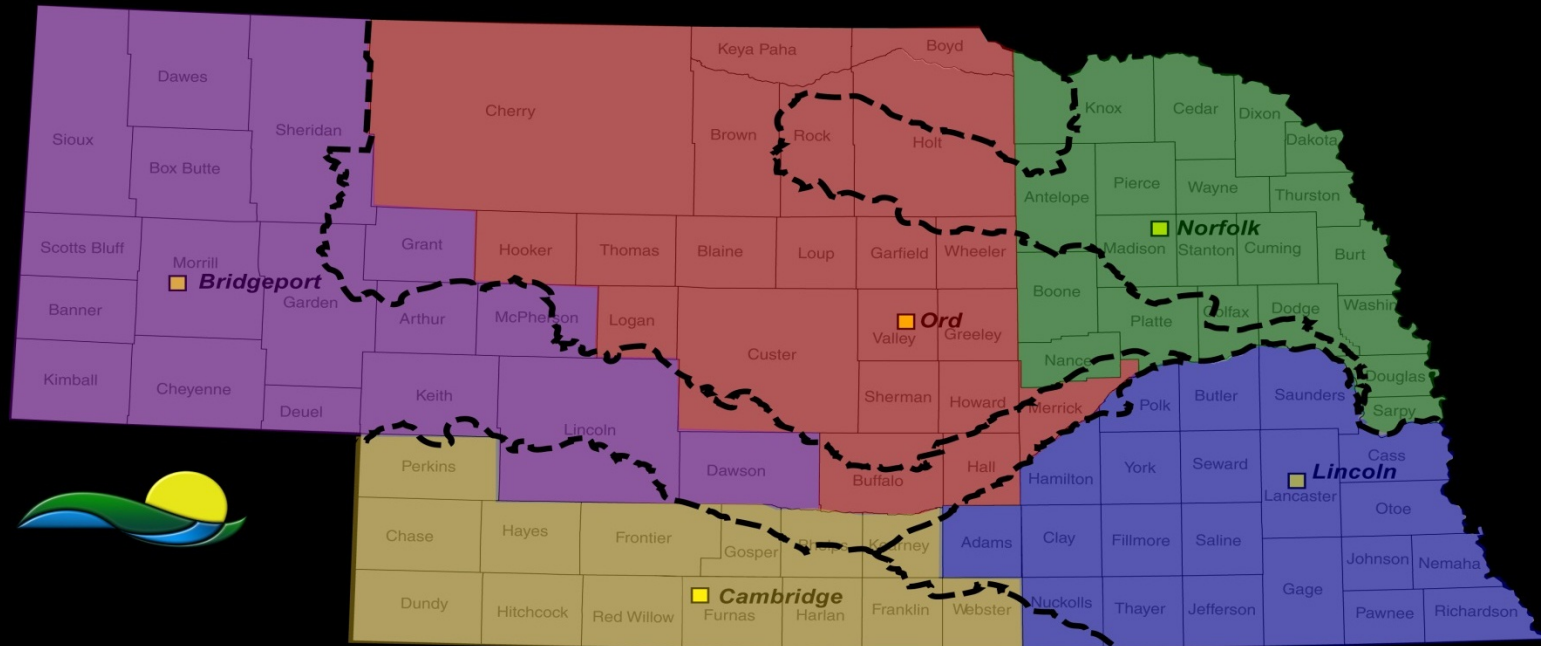 Keya Paha
Boyd
Dawes
Cherry
Knox
Cedar
Dixon
Sioux
Sheridan
Brown
Rock
Holt
Dakota
Box Butte
Antelope
Pierce
Wayne
Thurston
Norfolk
Scotts Bluff
Grant
Hooker
Thomas
Blaine
Loup
Garfield
Wheeler
Madison
Stanton
Cuming
Burt
Morrill
Bridgeport
Banner
Garden
Arthur
McPherson
Logan
Ord
Valley
Greeley
Boone
Platte
Colfax
Dodge
Washin
Custer
Nance
Kimball
Cheyenne
Deuel
Keith
Lincoln
Sherman
Howard
Merrick
Polk
Butler
Saunders
Douglas
Sarpy
Perkins
Dawson
Buffalo
Hall
Hamilton
York
Seward
Lincoln
Lancaster
Cass
Otoe
Chase
Hayes
Frontier
Gosper
Phelps
Kearney
Adams
Clay
Fillmore
Saline
Johnson
Nemaha
Dundy
Hitchcock
Red Willow
Cambridge
Furnas
Harlan
Franklin
Webster
Nuckolls
Thayer
Jefferson
Gage
Pawnee
Richardson